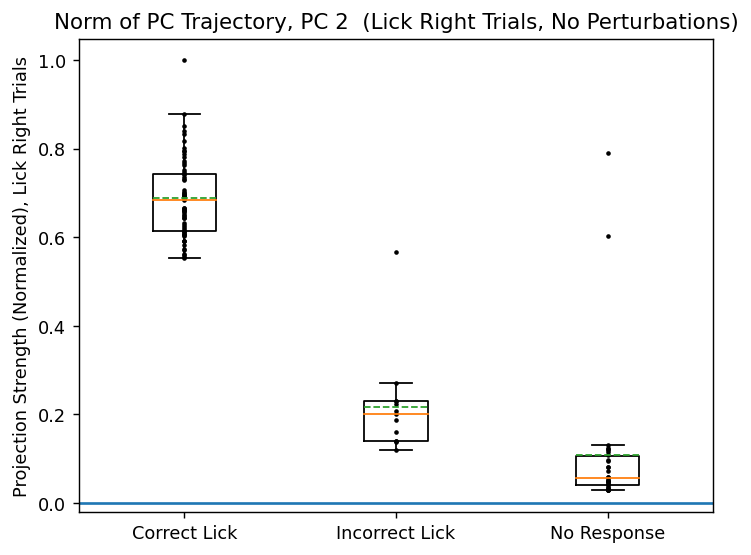 Norm of PC Trajectory, PC 2  (Lick Right Trials, No Perturbations)
Projection Strength (Normalized), Lick Right Trials
1.0
0.8
0.6
0.4
0.2
0.0
Correct Lick
Incorrect Lick
No Response